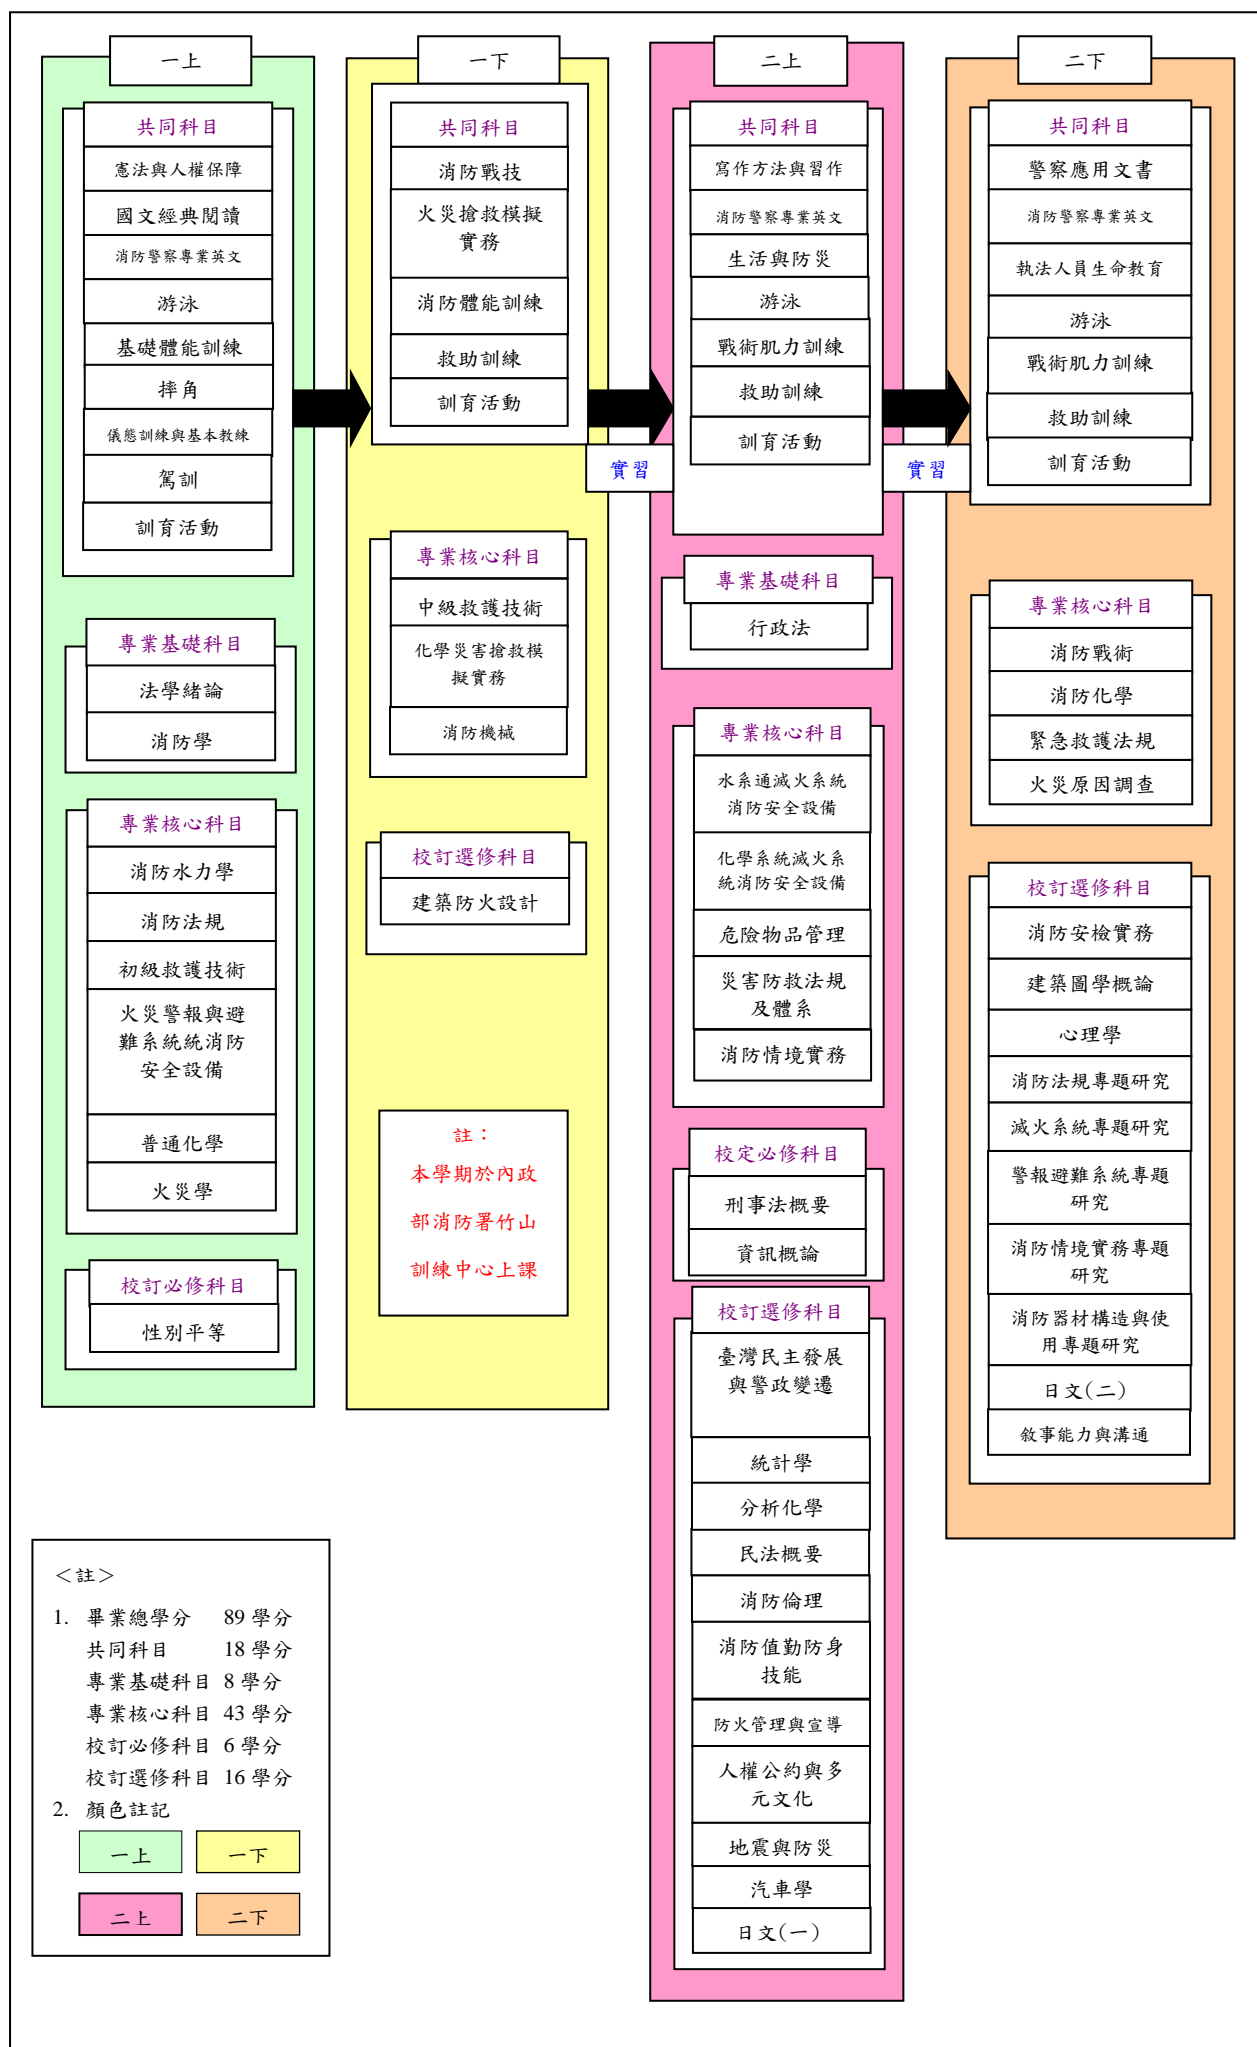 一上
共同科目
憲法與人權保障
國文經典閱讀
消防警察專業英文
游泳
基礎體能訓練
摔角
儀態訓練與基本教練
駕訓
訓育活動
專業基礎科目
法學緒論
消防學
專業核心科目
消防水力學
消防法規
初級救護技術
火災警報與避
難系統統消防
安全設備
普通化學
火災學
校訂必修科目
性別平等
一下
共同科目
消防戰技
火災搶救模擬
實務
消防體能訓練
救助訓練
訓育活動
專業核心科目
中級救護技術
化學災害搶救模
擬實務
消防機械
校訂選修科目
建築防火設計
註：
本學期於內政
部消防署竹山
訓練中心上課
實習
二上
共同科目
寫作方法與習作
消防警察專業英文
生活與防災
游泳
戰術肌力訓練
救助訓練
訓育活動
專業基礎科目
行政法
專業核心科目
水系通滅火系統
消防安全設備
化學系統滅火系
統消防安全設備
危險物品管理
災害防救法規
及體系
消防情境實務
校定必修科目
刑事法概要
資訊概論
校訂選修科目
臺灣民主發展
與警政變遷
統計學
分析化學
民法概要
消防倫理
消防值勤防身
技能
防火管理與宣導
人權公約與多
元文化
地震與防災
汽車學
日文(一)
實習
二下
共同科目
警察應用文書
消防警察專業英文
執法人員生命教育
游泳
戰術肌力訓練
救助訓練
訓育活動
專業核心科目
消防戰術
消防化學
緊急救護法規
火災原因調查
校訂選修科目
消防安檢實務
建築圖學概論
心理學
消防法規專題研究
滅火系統專題研究
警報避難系統專題
研究
消防情境實務專題
研究
消防器材構造與使
用專題研究
日文(二)
敘事能力與溝通
＜註＞
1. 畢業總學分 89 學分
共同科目 18 學分
專業基礎科目 8 學分
專業核心科目 43 學分
校訂必修科目 6 學分
校訂選修科目 16 學分
2. 顏色註記
一上 一下
二上 二下